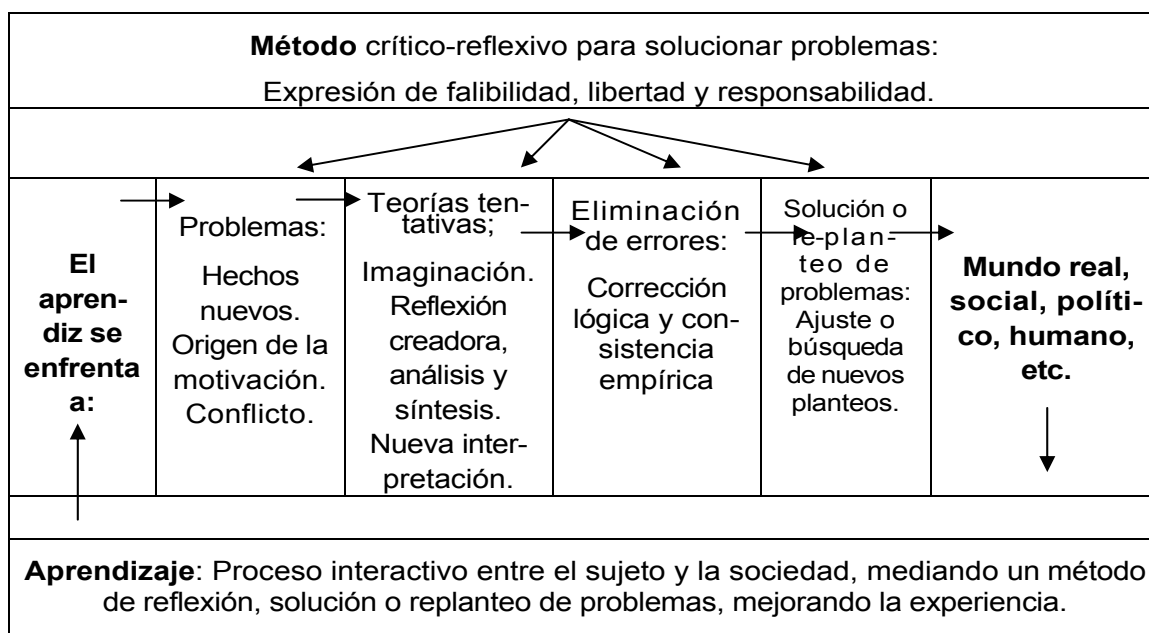 Método crítico-reflexivo para solucionar problemas:
Expresión de falibilidad, libertad y responsabilidad.
El
apren-
diz se
enfrenta
a:
Problemas:
Hechos
nuevos.
Origen de la
motivación.
Conflicto.
Teorías ten-
tativas;
Imaginación.
Reflexión
creadora,
análisis y
síntesis.
Nueva inter-
pretación.
Eliminación
de errores:
Corrección
lógica y con-
sistencia
empírica
Solución o
re-plan-
teo de
problemas:
Ajuste o
búsqueda
de nuevos
planteos.
Mundo real,
social, políti-
co, humano,
etc.
Aprendizaje: Proceso interactivo entre el sujeto y la sociedad, mediando un método
de reflexión, solución o replanteo de problemas, mejorando la experiencia.